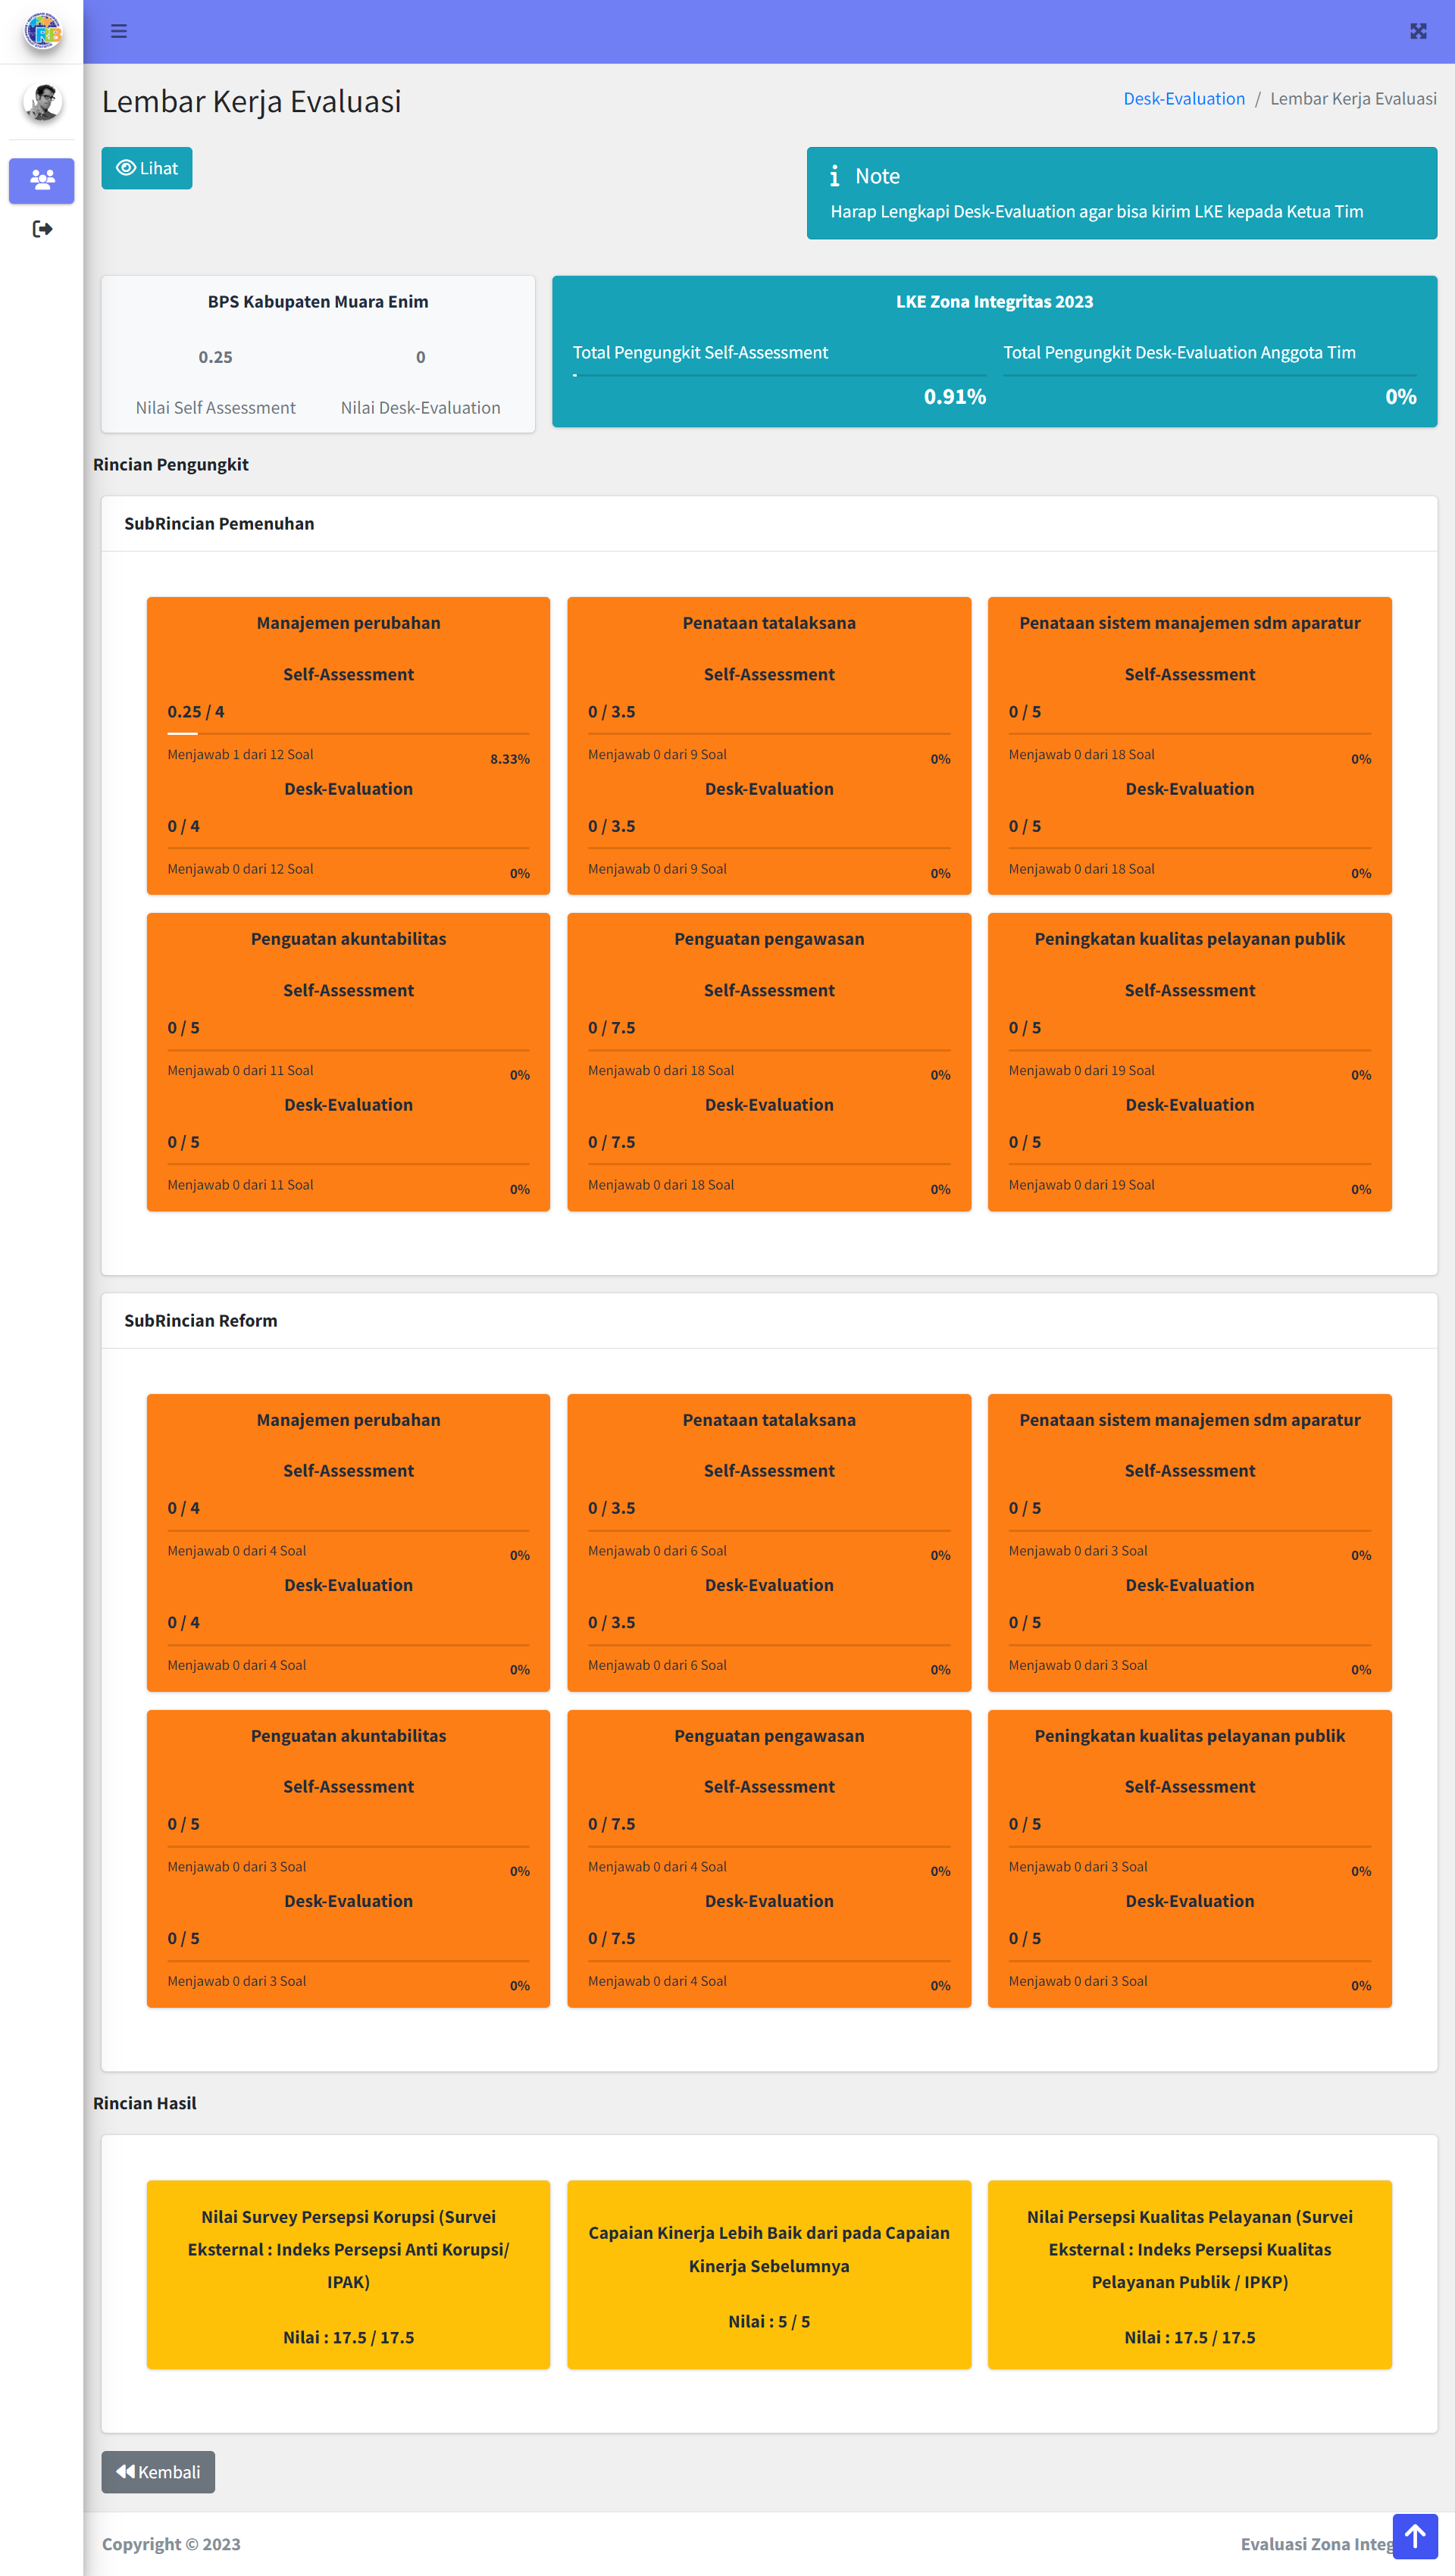 RB
Lembar Kerja Evaluasi
Desk-Evaluation / Lembar Kerja Evaluasi
Lihat
Note
Harap Lengkapi Desk-Evaluation agar bisa kirim LKE kepada Ketua Tim
BPS Kabupaten Muara Enim
0.25 0
Nilai Self Assessment Nilai Desk-Evaluation
LKE Zona Integritas 2023
Total Pengungkit Self-Assessment
0.91%
Total Pengungkit Desk-Evaluation Anggota Tim
0%
Rincian Pengungkit
SubRincian Pemenuhan
Manajemen perubahan
Self-Assessment
0.25 / 4
Menjawab 1 dari 12 Soal 8.33%
Desk-Evaluation
0 / 4
Menjawab 0 dari 12 Soal 0%
Penataan tatalaksana
Self-Assessment
0 / 3.5
Menjawab 0 dari 9 Soal 0%
Desk-Evaluation
0 / 3.5
Menjawab 0 dari 9 Soal 0%
Penataan sistem manajemen sdm aparatur
Self-Assessment
0 / 5
Menjawab 0 dari 18 Soal 0%
Desk-Evaluation
0 / 5
Menjawab 0 dari 18 Soal 0%
Penguatan akuntabilitas
Self-Assessment
0 / 5
Menjawab 0 dari 11 Soal 0%
Desk-Evaluation
0 / 5
Menjawab 0 dari 11 Soal 0%
Penguatan pengawasan
Self-Assessment
0 / 7.5
Menjawab 0 dari 18 Soal 0%
Desk-Evaluation
0 / 7.5
Menjawab 0 dari 18 Soal 0%
Peningkatan kualitas pelayanan publik
Self-Assessment
0 / 5
Menjawab 0 dari 19 Soal 0%
Desk-Evaluation
0 / 5
Menjawab 0 dari 19 Soal 0%
SubRincian Reform
Manajemen perubahan
Self-Assessment
0 / 4
Menjawab 0 dari 4 Soal 0%
Desk-Evaluation
0 / 4
Menjawab 0 dari 4 Soal 0%
Penataan tatalaksana
Self-Assessment
0 / 3.5
Menjawab 0 dari 6 Soal 0%
Desk-Evaluation
0 / 3.5
Menjawab 0 dari 6 Soal 0%
Penataan sistem manajemen sdm aparatur
Self-Assessment
0 / 5
Menjawab 0 dari 3 Soal 0%
Desk-Evaluation
0 / 5
Menjawab 0 dari 3 Soal 0%
Penguatan akuntabilitas
Self-Assessment
0 / 5
Menjawab 0 dari 3 Soal 0%
Desk-Evaluation
0 / 5
Menjawab 0 dari 3 Soal 0%
Penguatan pengawasan
Self-Assessment
0 / 7.5
Menjawab 0 dari 4 Soal 0%
Desk-Evaluation
0 / 7.5
Menjawab 0 dari 4 Soal 0%
Peningkatan kualitas pelayanan publik
Self-Assessment
0 / 5
Menjawab 0 dari 3 Soal 0%
Desk-Evaluation
0 / 5
Menjawab 0 dari 3 Soal 0%
Rincian Hasil
Nilai Survey Persepsi Korupsi (Survei
Eksternal : Indeks Persepsi Anti Korupsi/
IPAK)
Nilai : 17.5 / 17.5
Capaian Kinerja Lebih Baik dari pada Capaian
Kinerja Sebelumnya
Nilai : 5 / 5
Nilai Persepsi Kualitas Pelayanan (Survei
Eksternal : Indeks Persepsi Kualitas
Pelayanan Publik / IPKP)
Nilai : 17.5 / 17.5
Kembali
Copyright © 2023
Evaluasi Zona Integ